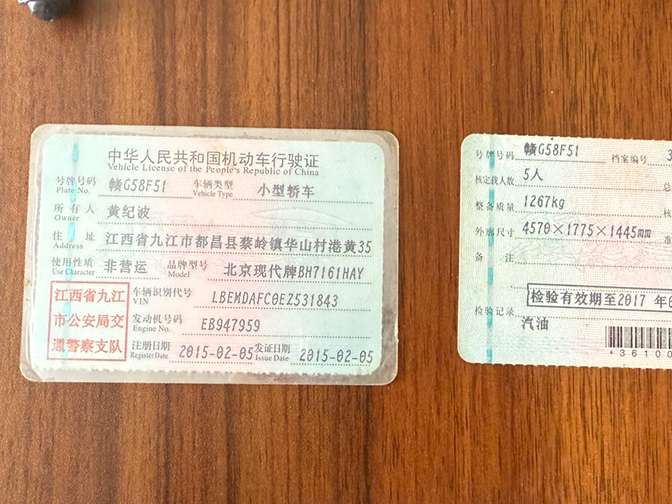 中华人民共和国机动车行驶证
Vehicle License of the People's Republic of China
号牌号码 Plate No. 赣G58F51 车辆类型 Vehicle Type 小型轿车
所有人 Owner 黄纪波
住址 Address 江西省九江市都昌县蔡岭镇华山村港黄35
使用性质 Use Character 非营运 品牌型号 Model 北京现代牌BH7161HAY
江西省九江
市公安局交
通警察支队
车辆识别代号 VIN LBEMDAFC0EZ531843
发动机号码 Engine No. EB947959
注册日期 Register Date 2015-02-05 发证日期 Issue Date 2015-02-05
号牌号码 赣G58F51 档案编号 3
核定载人数 5人
整备质量 1267kg
外廓尺寸 4570×1775×1445mm
备注
检验有效期至2017 年0
检验记录
汽油
*36100